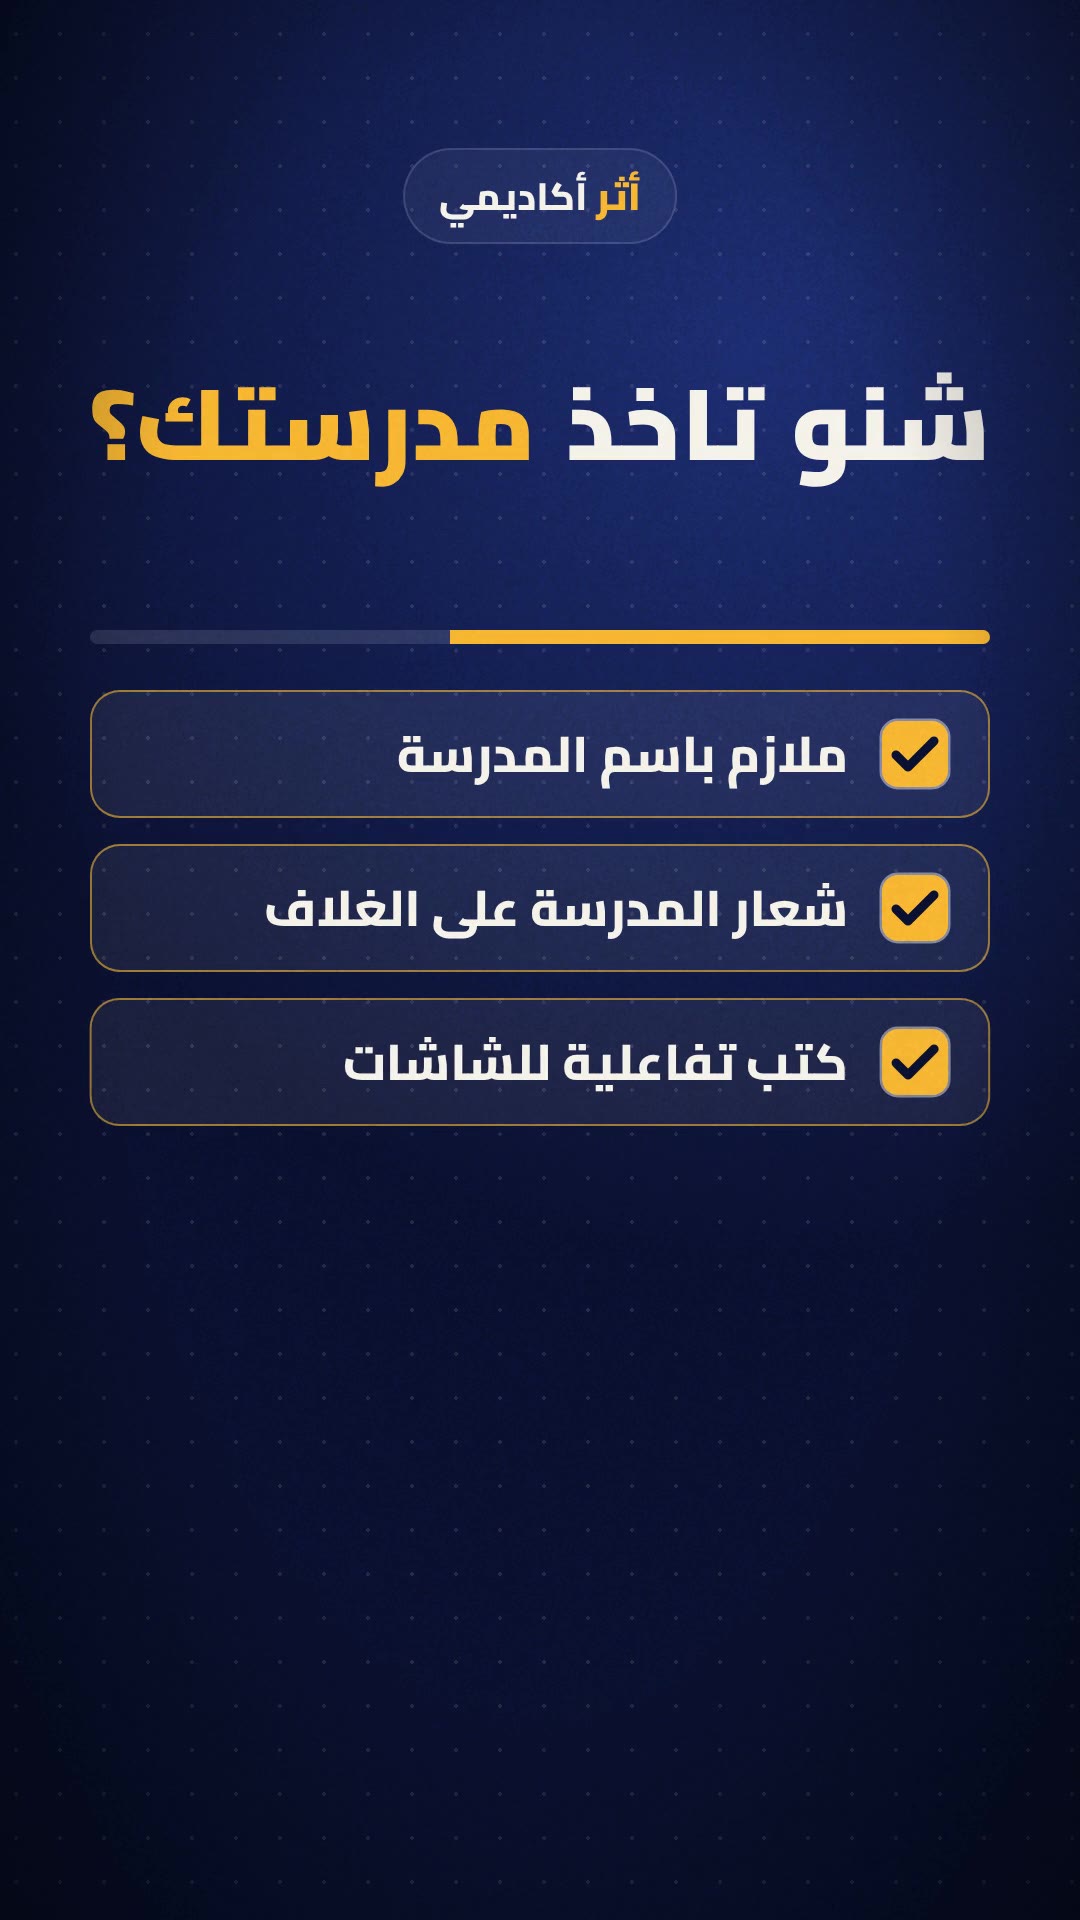 أثر أكاديمي
شنو تاخذ مدرستك؟
ملازم باسم المدرسة
شعار المدرسة على الغلاف
كتب تفاعلية للشاشات